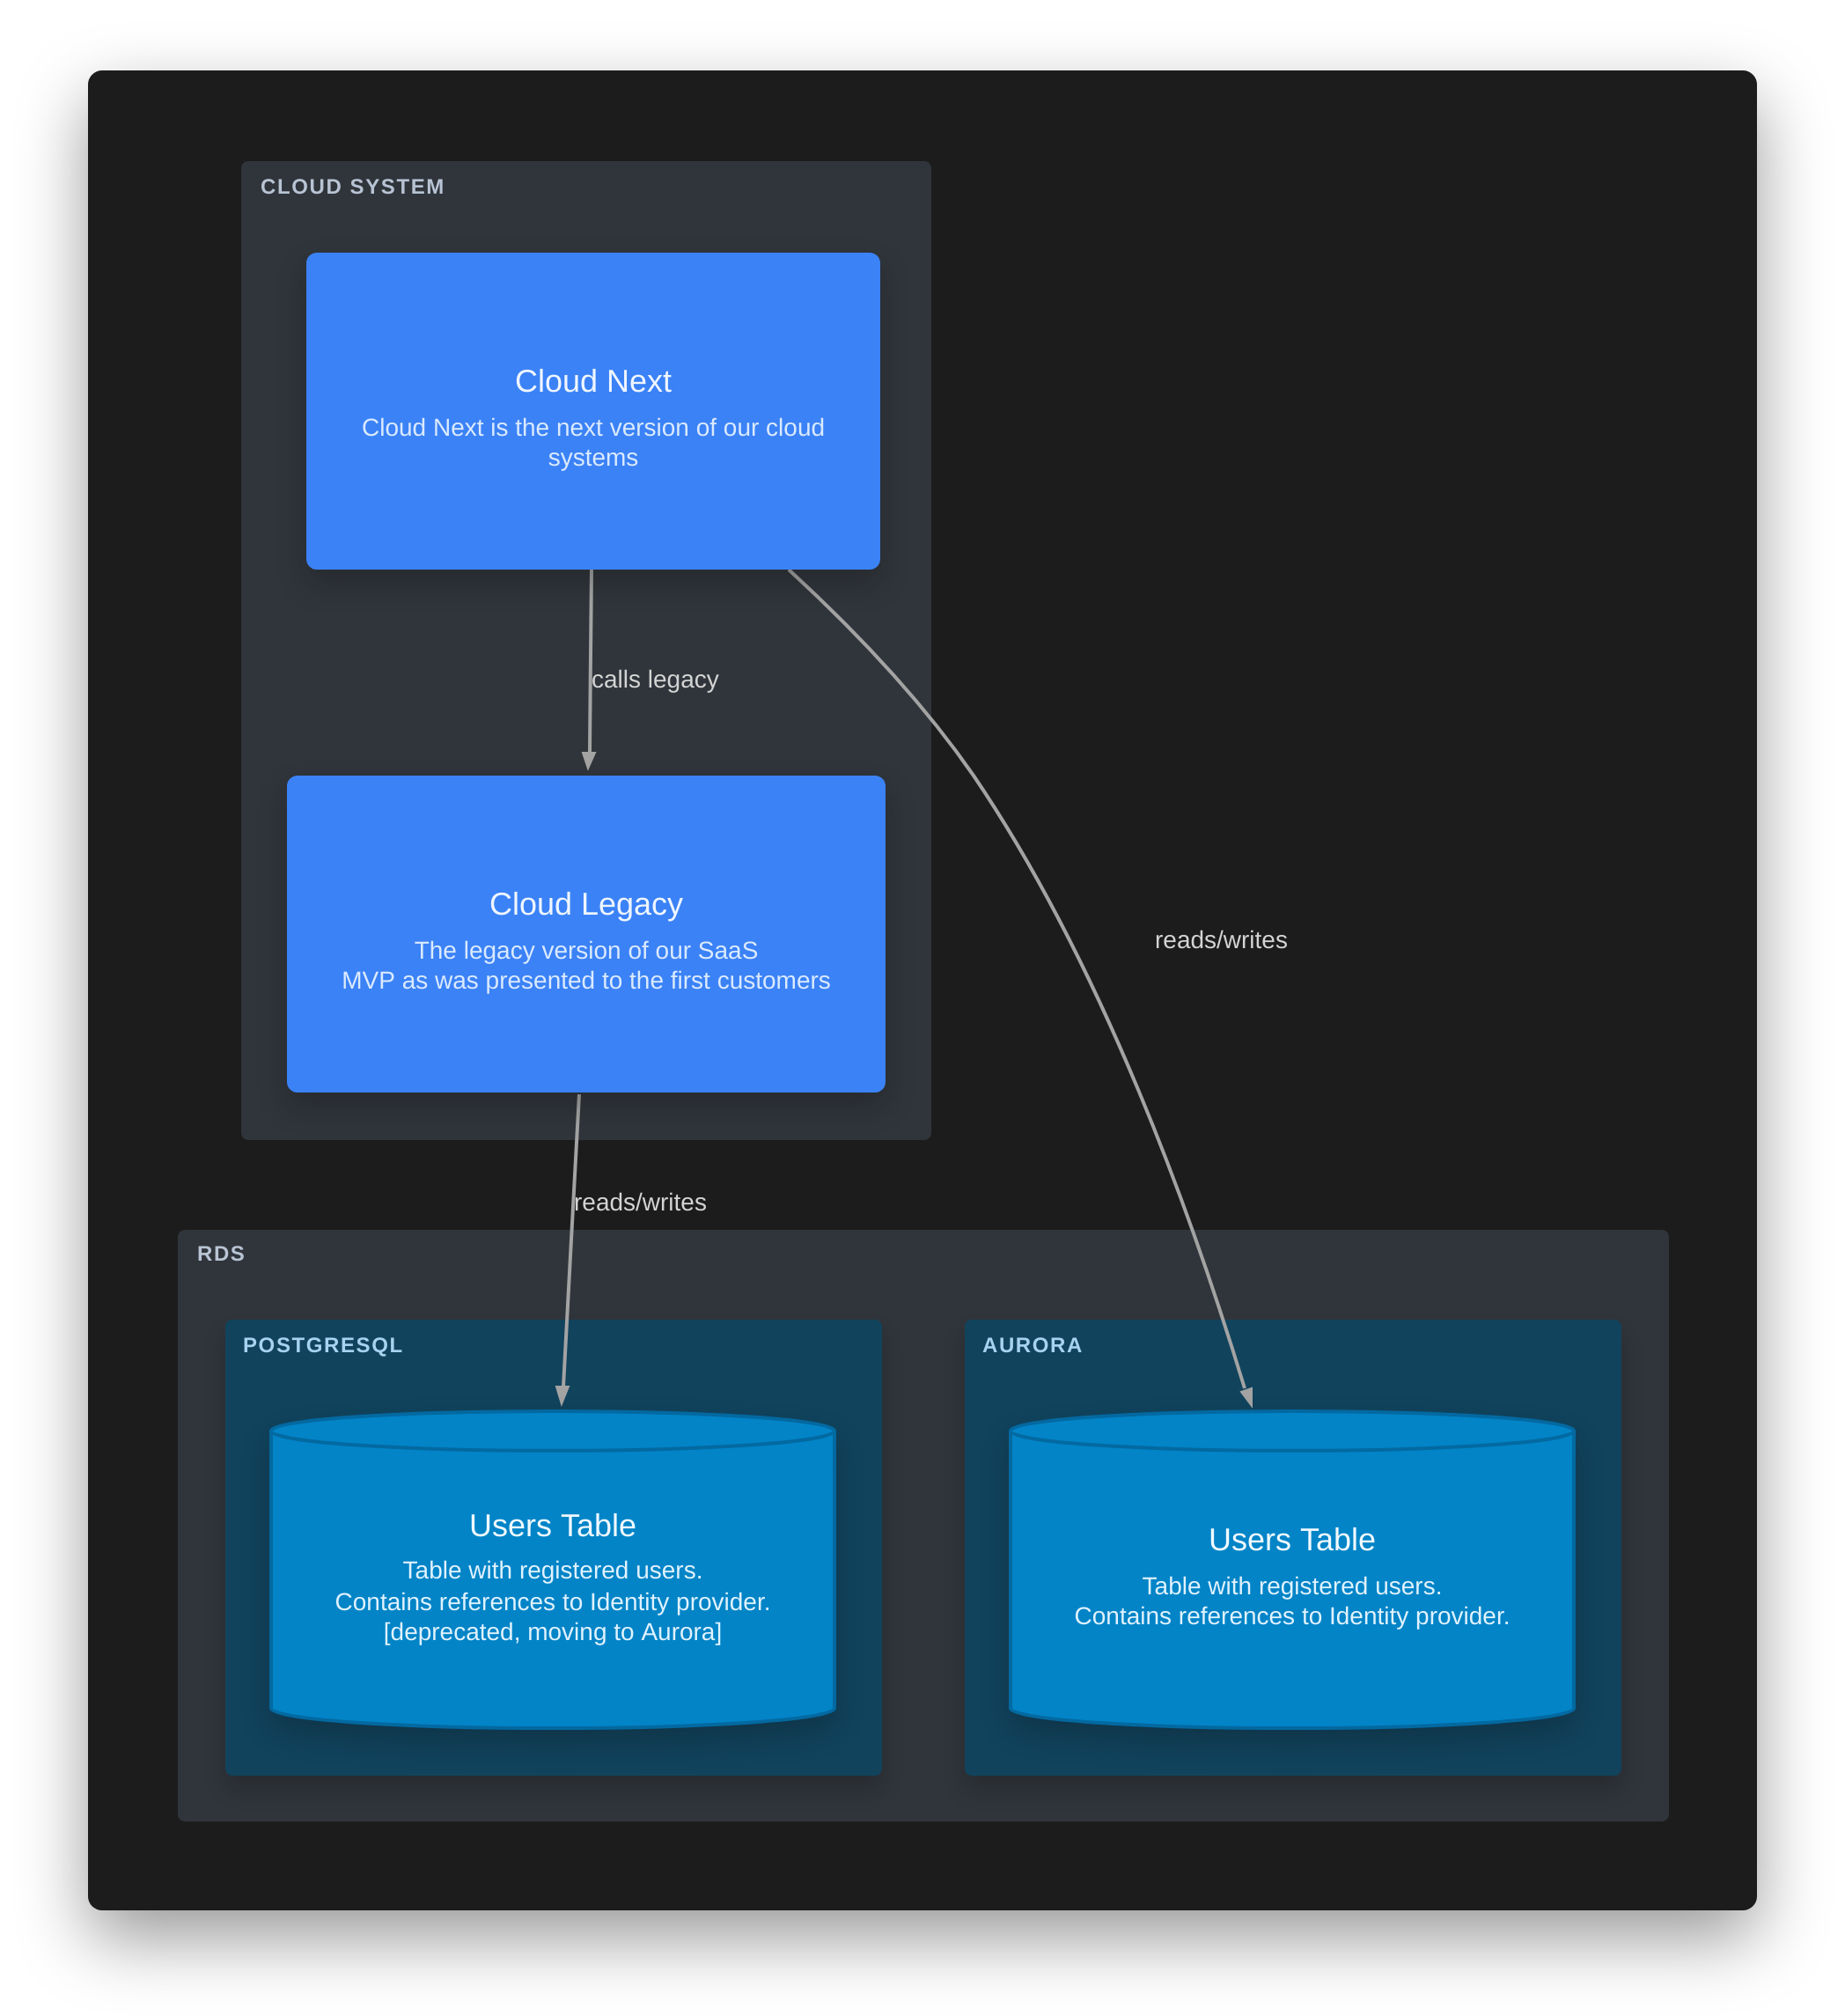 CLOUD SYSTEM
Cloud Next
Cloud Next is the next version of our cloud
systems
calls legacy
Cloud Legacy
The legacy version of our SaaS
MVP as was presented to the first customers
reads/writes
reads/writes
RDS
POSTGRESQL
Users Table
Table with registered users.
Contains references to Identity provider.
[deprecated, moving to Aurora]
AURORA
Users Table
Table with registered users.
Contains references to Identity provider.